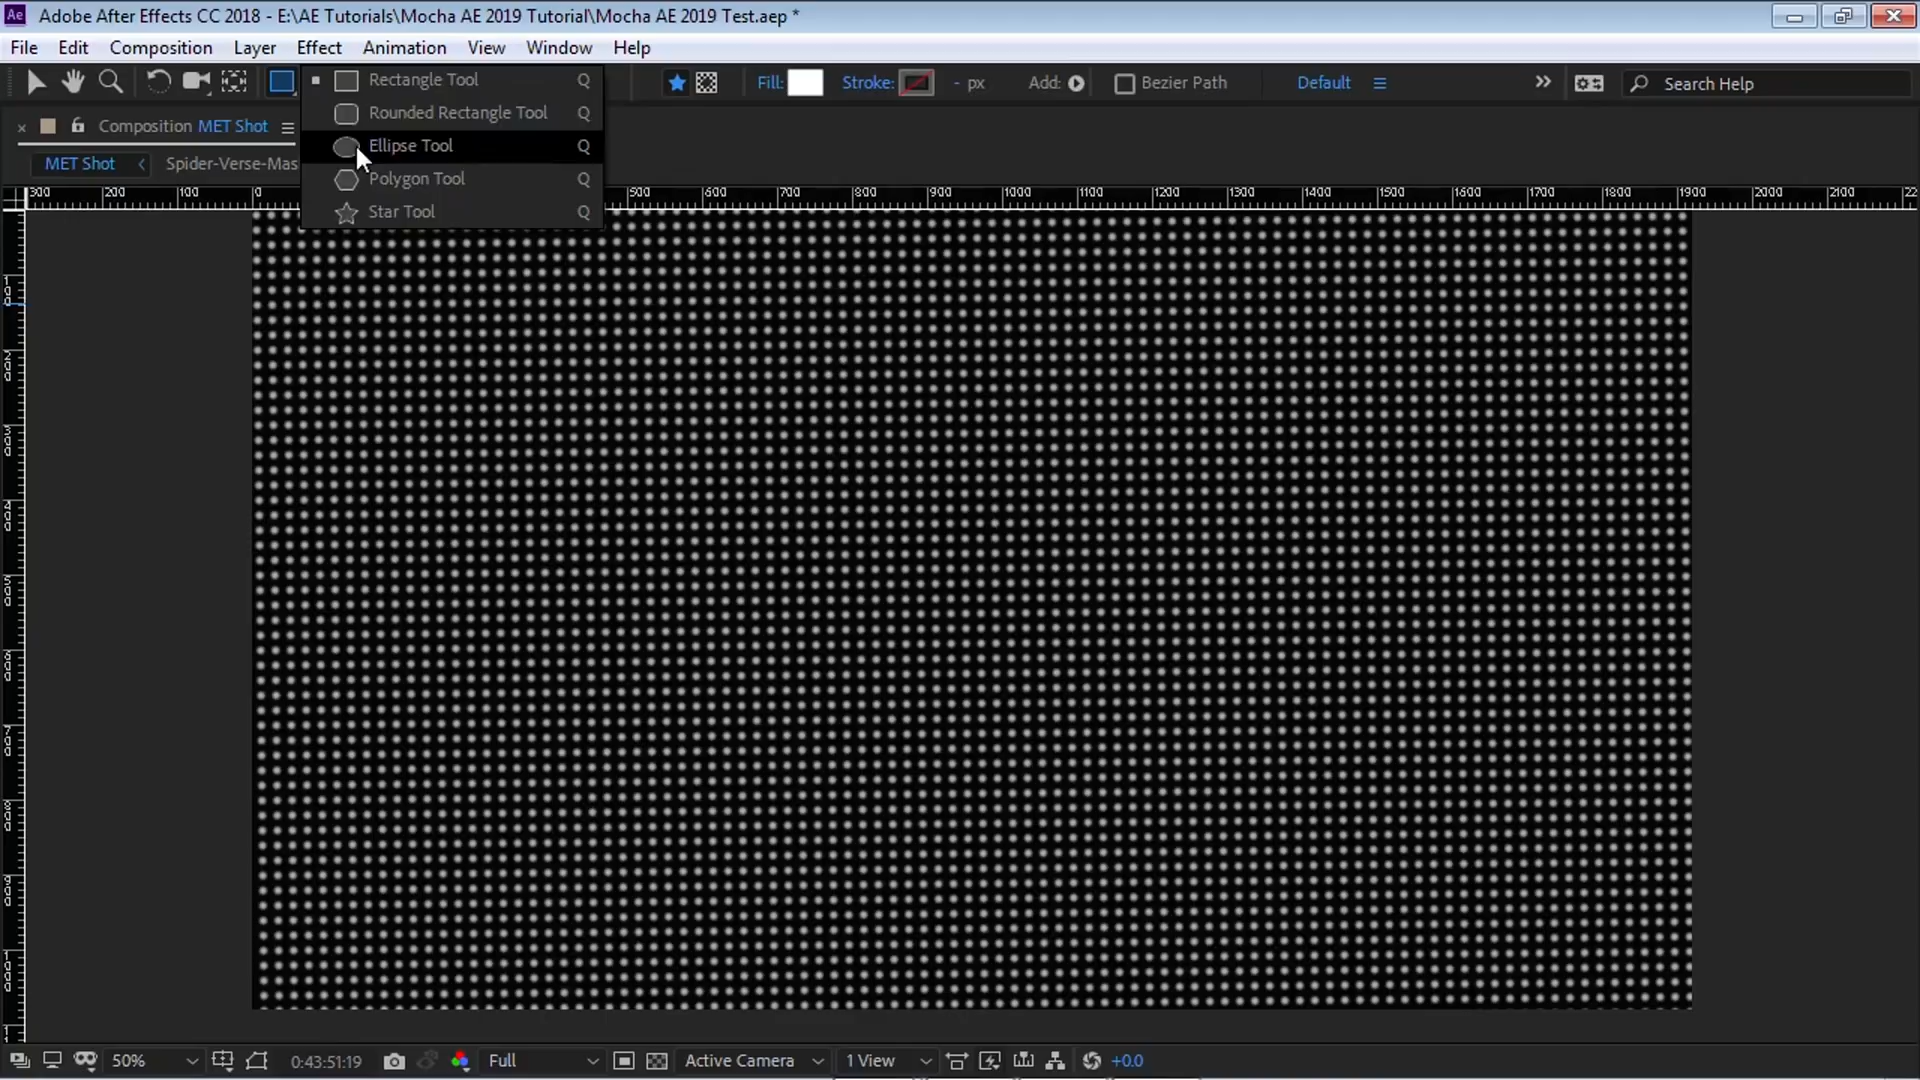 Ae Adobe After Effects CC 2018 - E:\AE Tutorials\Mocha AE 2019 Tutorial\Mocha AE 2019 Test.aep *
File Edit Composition Layer Effect Animation View Window Help
Rectangle Tool Q
Fill: Stroke: - px Add: Bezier Path Default Search Help
Rounded Rectangle Tool Q
Composition MET Shot
Ellipse Tool Q
MET Shot Spider-Verse-Mas
Polygon Tool Q
300 200 100 0 500 600 700 800 900 1000 1100 1200 1300 1400 1500 1600 1700 1800 1900 2000 2100
Star Tool Q
50% 0:43:51:19 Full Active Camera 1 View +0.0